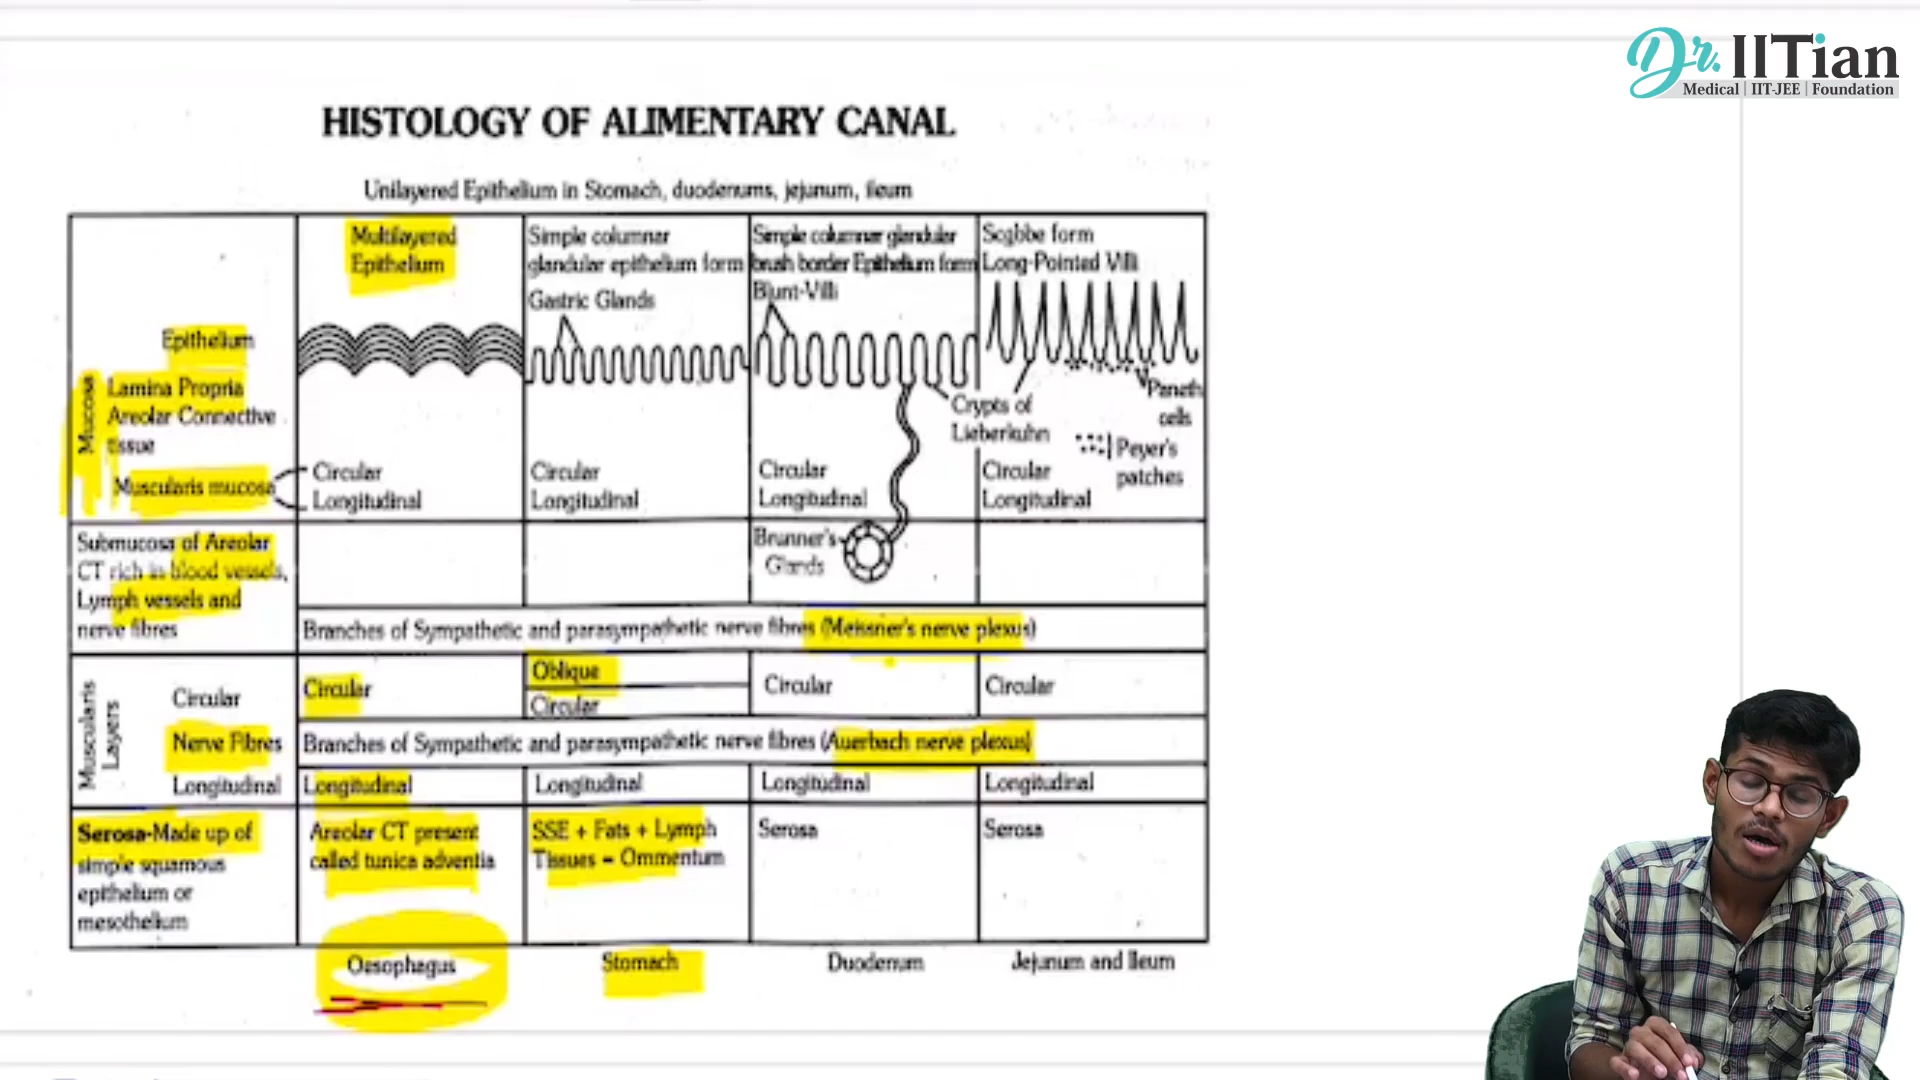 Dr. IITian
Medical | IIT-JEE | Foundation
HISTOLOGY OF ALIMENTARY CANAL
Unilayered Epithelium in Stomach, duodenums, jejunum, ileum
Mucosa
Epithelium
Lamina Propria
Areolar Connective
tissue
Muscularis mucosa
Multilayered
Epithelium
Circular
Longitudinal
Simple columnar
glandular epithelium form
Gastric Glands
Circular
Longitudinal
Simple columnar glandular
brush border Epithelium form
Blunt-Villi
Circular
Longitudinal
form
Long-Pointed Villi
Crypts of
Lieberkuhn
Paneth
cells
Peyer's
patches
Circular
Longitudinal
Submucosa of Areolar
CT rich in blood vessels,
Lymph vessels and
nerve fibres
Brunner's
Glands
Branches of Sympathetic and parasympathetic nerve fibres (Meissner's nerve plexus)
Muscularis
Layers
Circular
Nerve Fibres
Longitudinal
Circular
Oblique
Circular
Circular
Circular
Branches of Sympathetic and parasympathetic nerve fibres (Auerbach nerve plexus)
Longitudinal
Longitudinal
Longitudinal
Longitudinal
Serosa-Made up of
simple squamous
epithelium or
mesothelium
Areolar CT present
called tunica adventia
SSE + Fats + Lymph
Tissues = Ommentum
Serosa
Serosa
Oesophagus
Stomach
Duodenum
Jejunum and Ileum